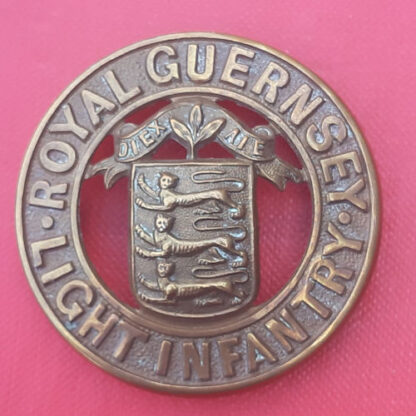 ROYAL GUERNSEY
LIGHT INFANTRY
DIEX AIE